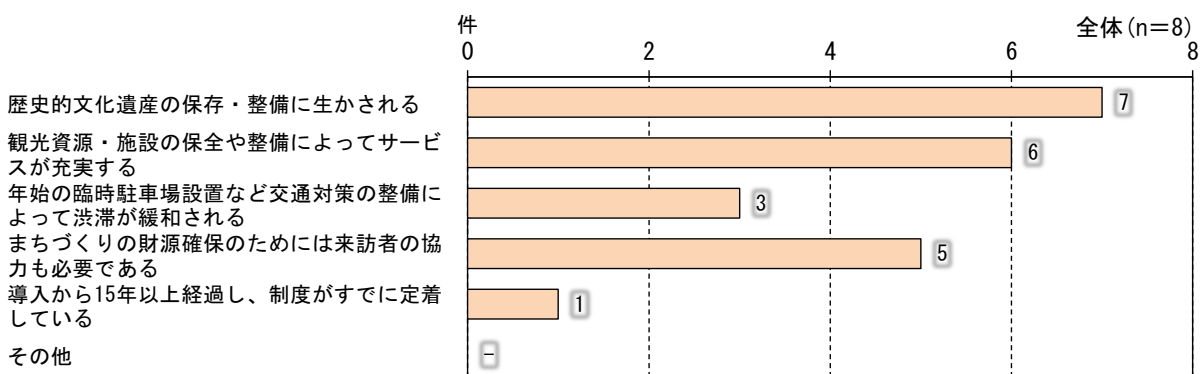 件
全体(n=8)
0 2 4 6 8
歴史的文化遺産の保存・整備に生かされる
7
観光資源・施設の保全や整備によってサービ
スが充実する
6
年始の臨時駐車場設置など交通対策の整備に
よって渋滞が緩和される
3
まちづくりの財源確保のためには来訪者の協
力も必要である
5
導入から15年以上経過し、制度がすでに定着
している
1
その他
-